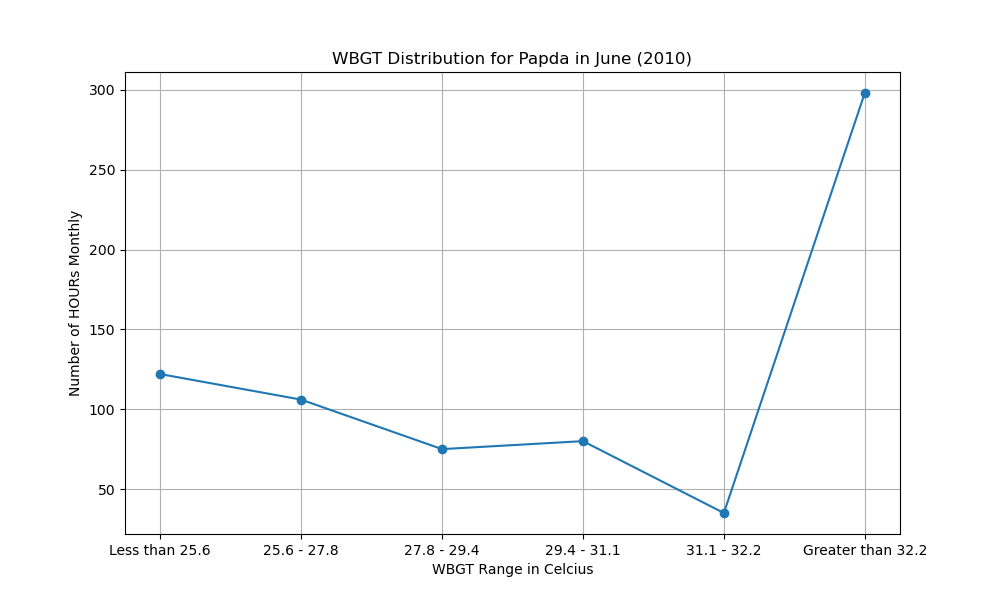 WBGT Distribution for Papda in June (2010)
Number of HOURs Monthly
300
250
200
150
100
50
Less than 25.6
25.6 - 27.8
27.8 - 29.4
29.4 - 31.1
31.1 - 32.2
Greater than 32.2
WBGT Range in Celcius